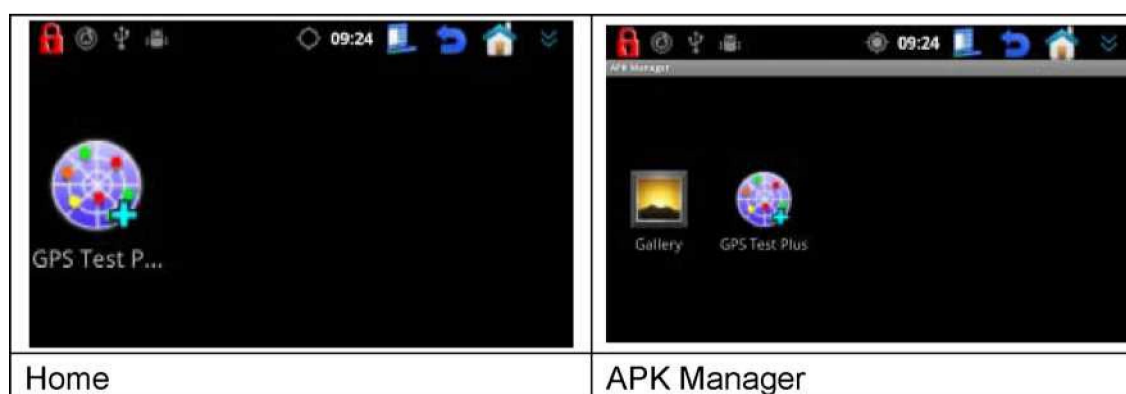 09:24
GPS Test P...
Home
09:24
APK Manager
Gallery
GPS Test Plus
APK Manager